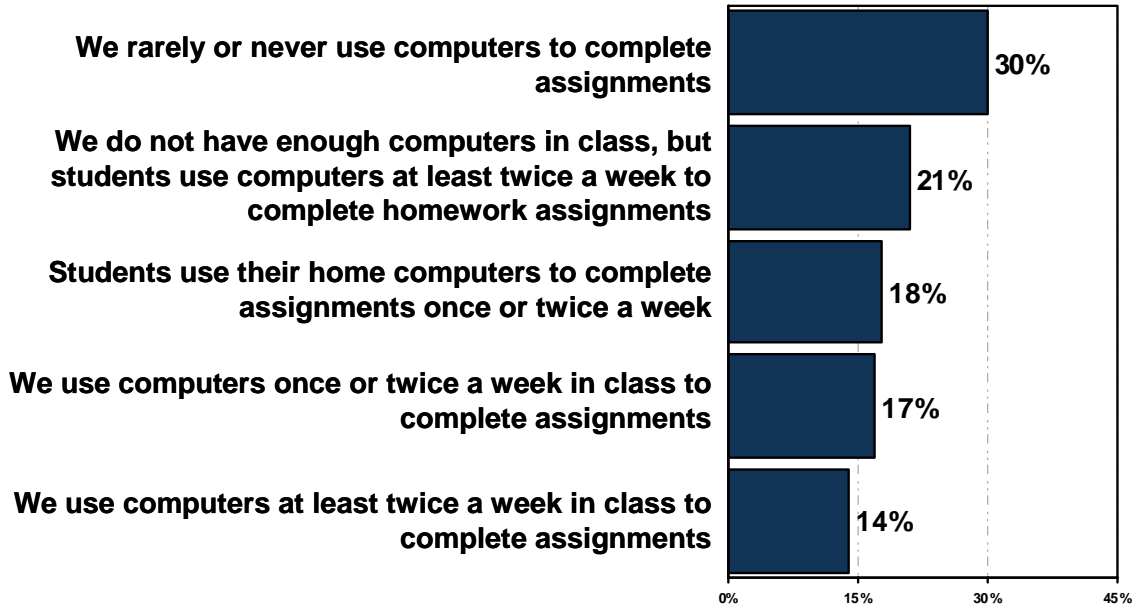 We rarely or never use computers to complete
assignments
30%
We do not have enough computers in class, but
students use computers at least twice a week to
complete homework assignments
21%
Students use their home computers to complete
assignments once or twice a week
18%
We use computers once or twice a week in class to
complete assignments
17%
We use computers at least twice a week in class to
complete assignments
14%
0% 15% 30% 45%